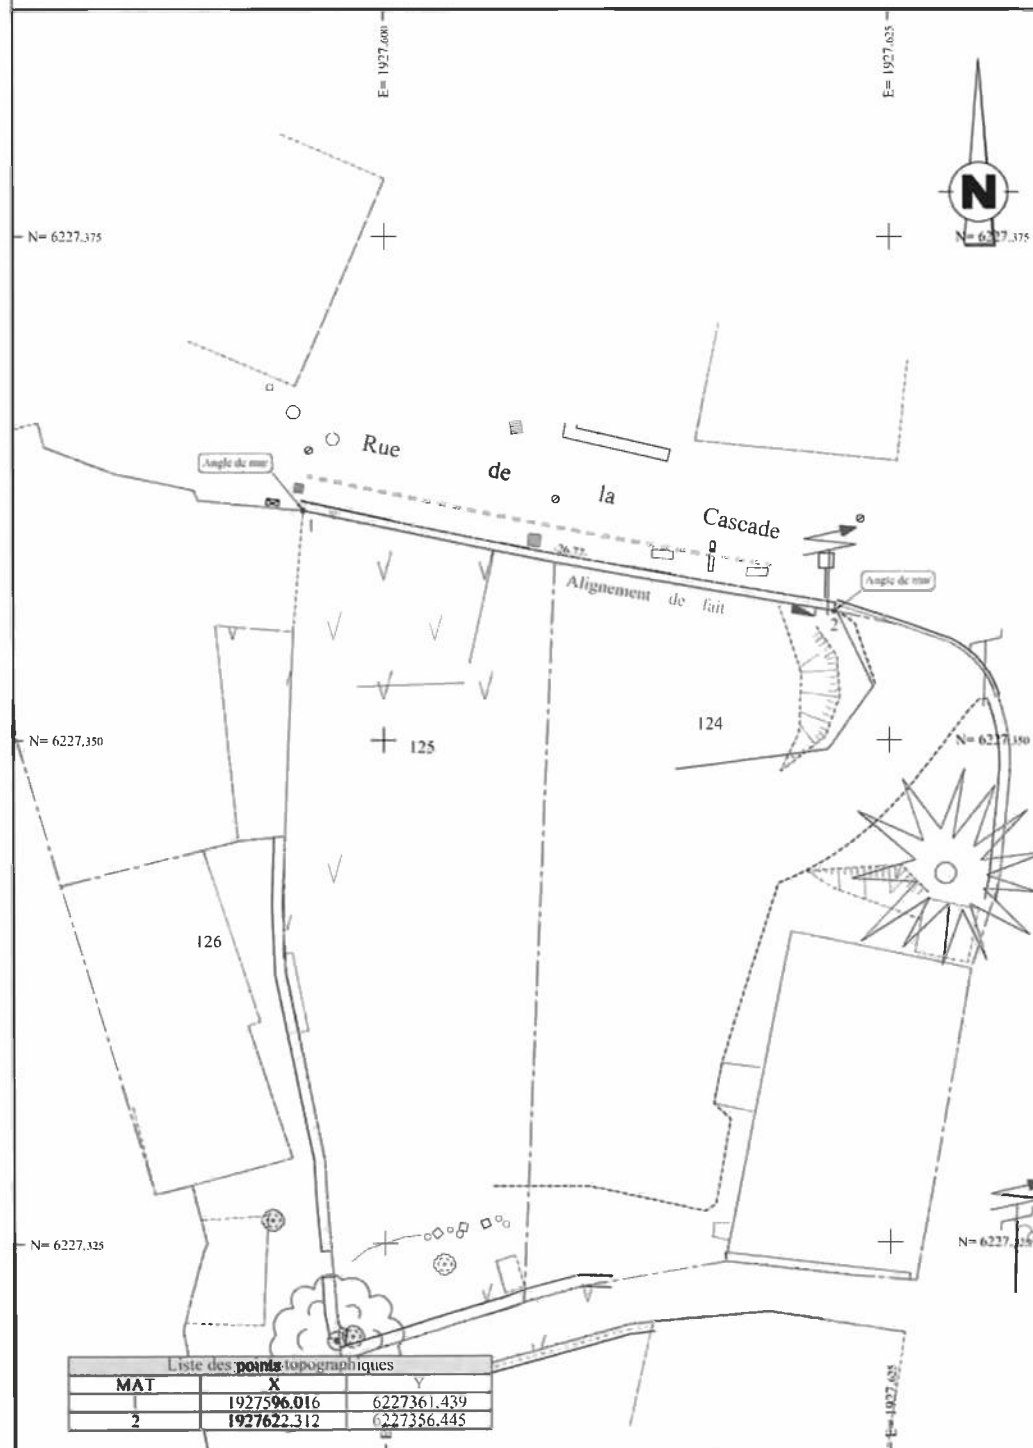 E= 1927.600
E= 1927.625
N
N= 6227.375
N= 6227.375
Rue de la Cascade
Angle de mur
1
26.77
Alignement de fait
Angle de mur
2
124
N= 6227.350
125
N= 6227.350
126
N= 6227.325
N= 6227.325
Liste des points topographiques
MAT X Y
1 1927596.016 6227361.439
2 1927622.312 6227356.445
E= 1927.625